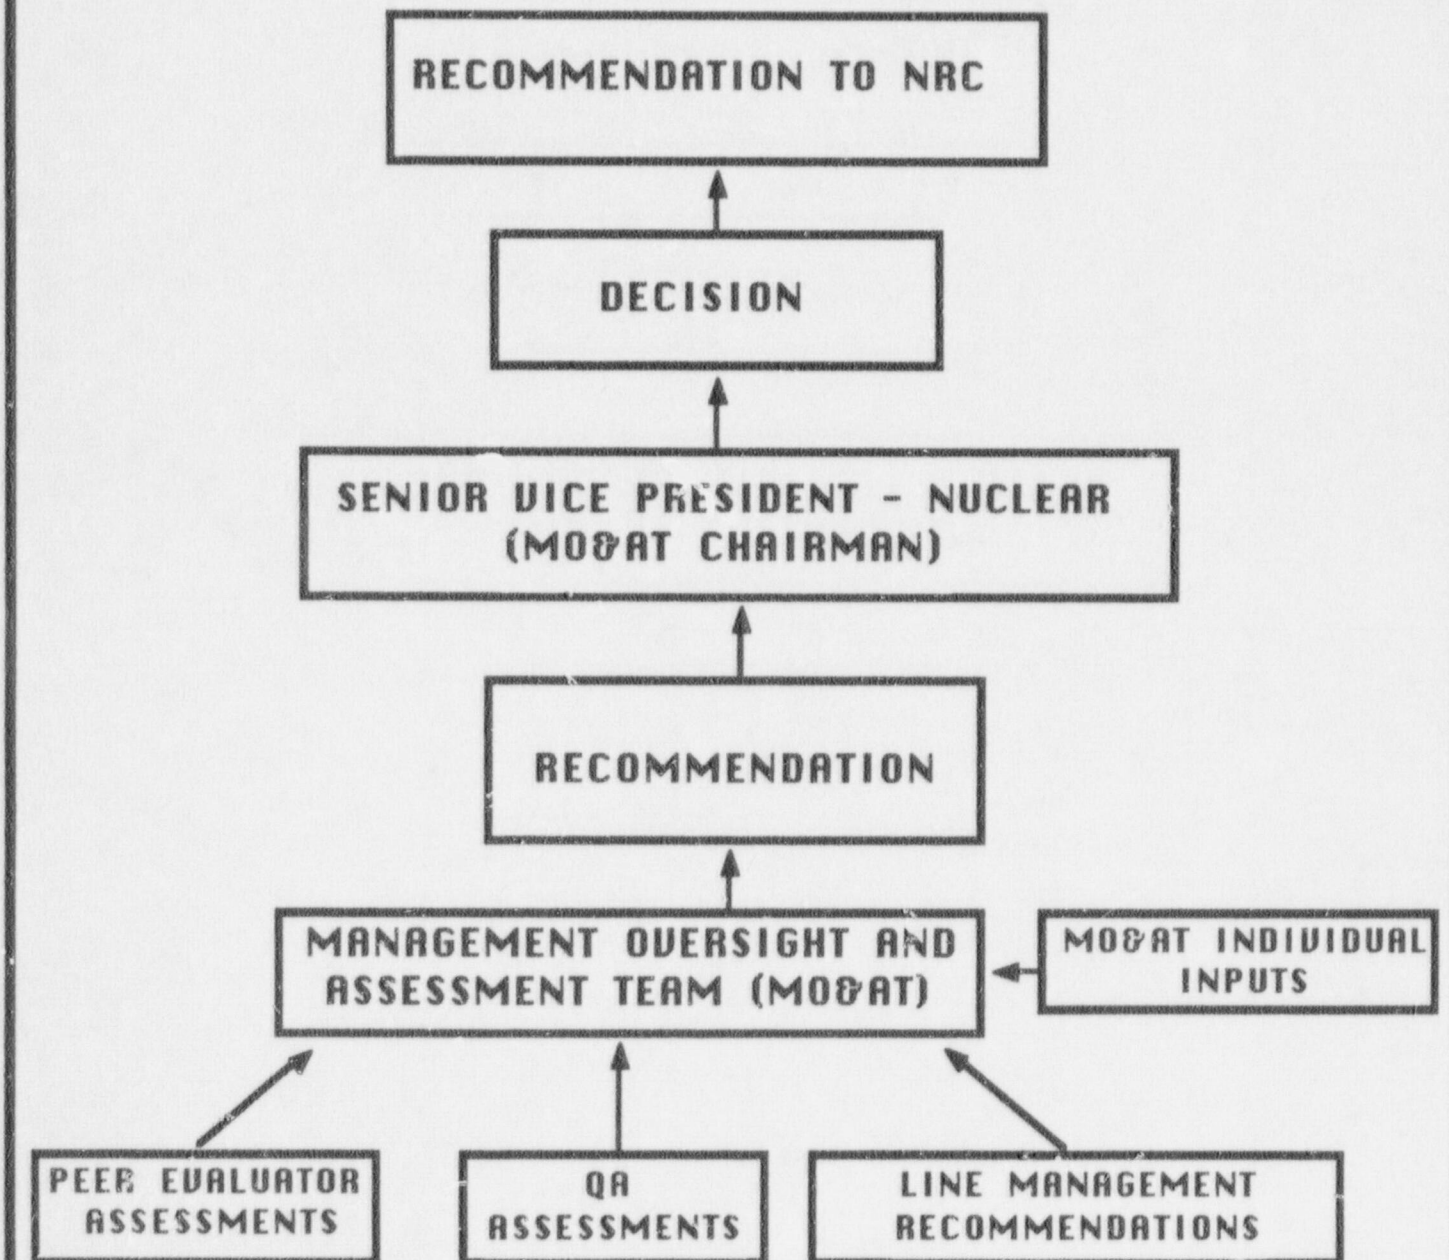 RECOMMENDATION TO NRC
DECISION
SENIOR VICE PRESIDENT - NUCLEAR
(MO&AT CHAIRMAN)
RECOMMENDATION
MANAGEMENT OVERSIGHT AND
ASSESSMENT TEAM (MO&AT)
MO&AT INDIVIDUAL
INPUTS
PEER EVALUATOR
ASSESSMENTS
QA
ASSESSMENTS
LINE MANAGEMENT
RECOMMENDATIONS